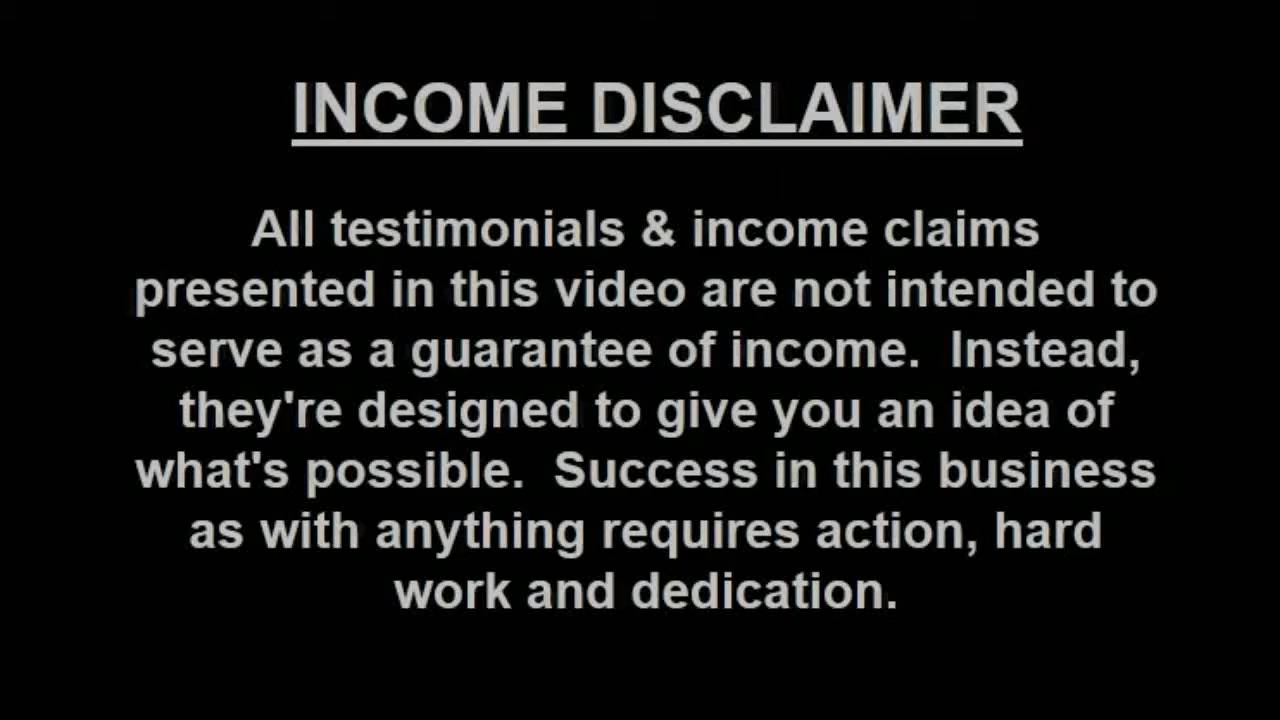 INCOME DISCLAIMER
All testimonials & income claims
presented in this video are not intended to
serve as a guarantee of income.  Instead,
they're designed to give you an idea of
what's possible.  Success in this business
as with anything requires action, hard
work and dedication.